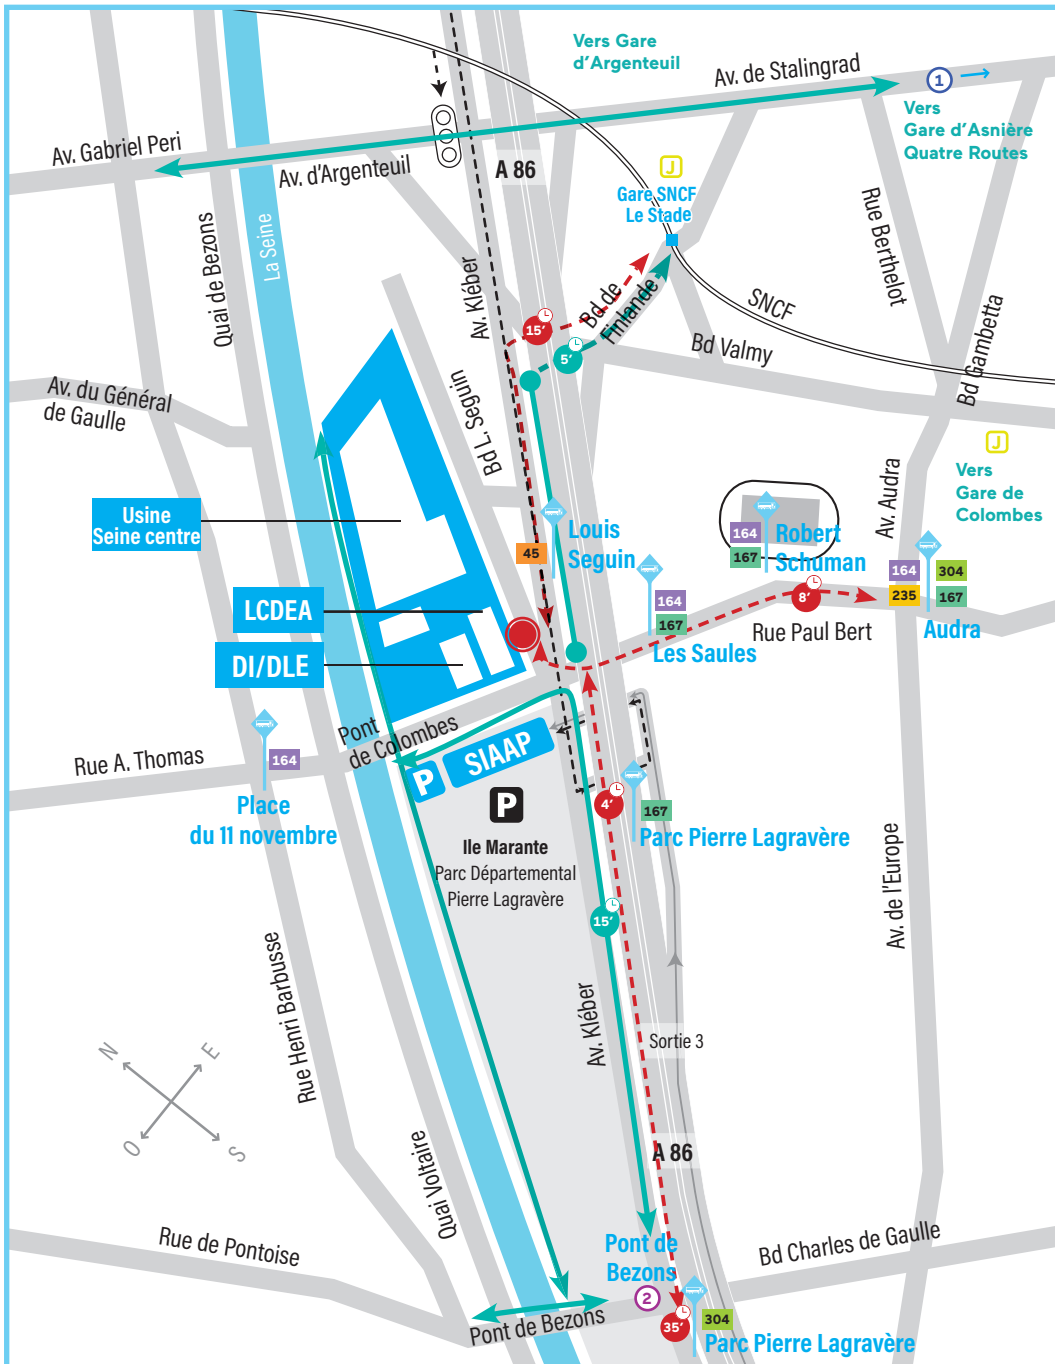 Vers Gare
d'Argenteuil
Av. de Stalingrad
1
Vers
Gare d'Asnière
Quatre Routes
Av. Gabriel Peri
Av. d'Argenteuil
A 86
J
Gare SNCF
Le Stade
Quai de Bezons
La Seine
Av. Kléber
Rue Berthelot
Bd de
Finlande
SNCF
15'
5'
Bd Valmy
Bd Gambetta
Av. du Général
de Gaulle
Bd L. Seguin
J
Vers
Gare de
Colombes
Av. Audra
Usine
Seine centre
Louis
Seguin
45
164
167
Robert
Schuman
164
304
235
167
Audra
LCDEA
164
167
Les Saules
8'
Rue Paul Bert
DI/DLE
Pont
de Colombes
Rue A. Thomas
164
Place
du 11 novembre
P
SIAAP
P
Ile Marante
Parc Départemental
Pierre Lagravère
4'
167
Parc Pierre Lagravère
15'
Av. de l'Europe
Rue Henri Barbusse
Av. Kléber
Sortie 3
N
E
O
S
A 86
Quai Voltaire
Rue de Pontoise
Pont de
Bezons
2
Bd Charles de Gaulle
Pont de Bezons
35'
304
Parc Pierre Lagravère